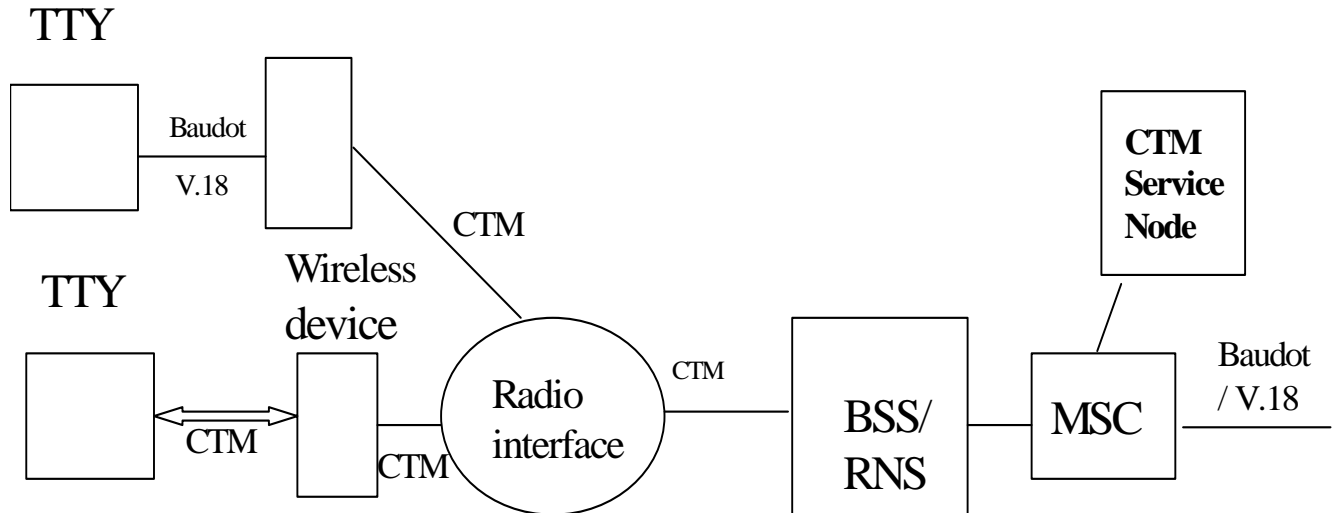 TTY
Baudot
V.18
CTM
CTM
Service
Node
Wireless
device
TTY
CTM
CTM
Radio
interface
CTM
BSS/
RNS
MSC
Baudot
/ V.18